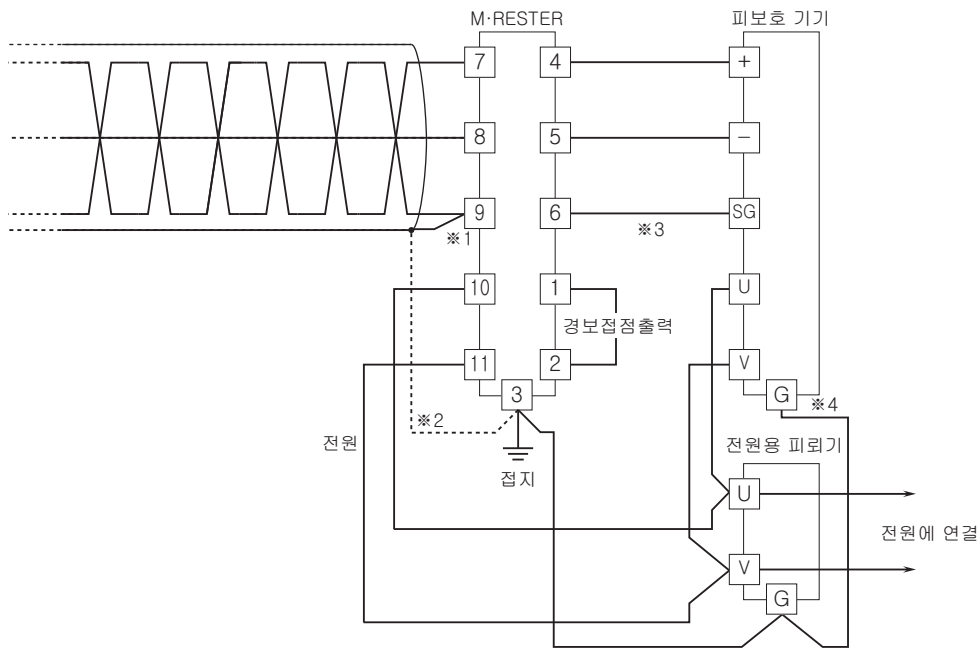 M·RESTER 피보호 기기
7 4 +
8 5 −
9 6 SG
※1 ※3
10 1 U
경보접점출력
11 2 V
3 G ※4
※2
전원 전원용 피뢰기
접지
U
전원에 연결
V
G